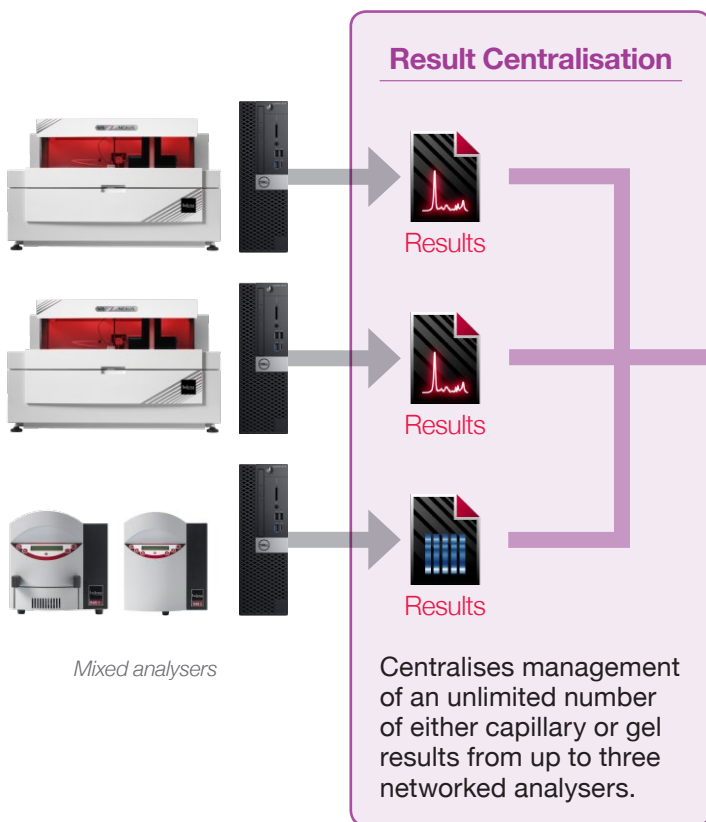 Result Centralisation
Results
Results
Results
Mixed analysers
Centralises management
of an unlimited number
of either capillary or gel
results from up to three
networked analysers.